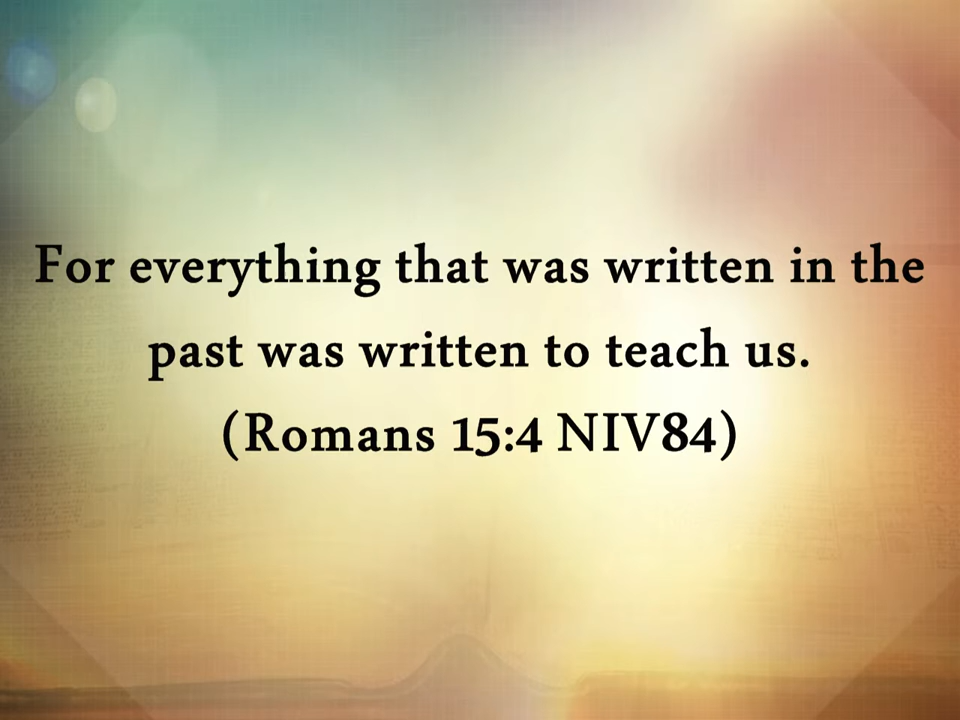 For everything that was written in the
past was written to teach us.
(Romans 15:4 NIV84)